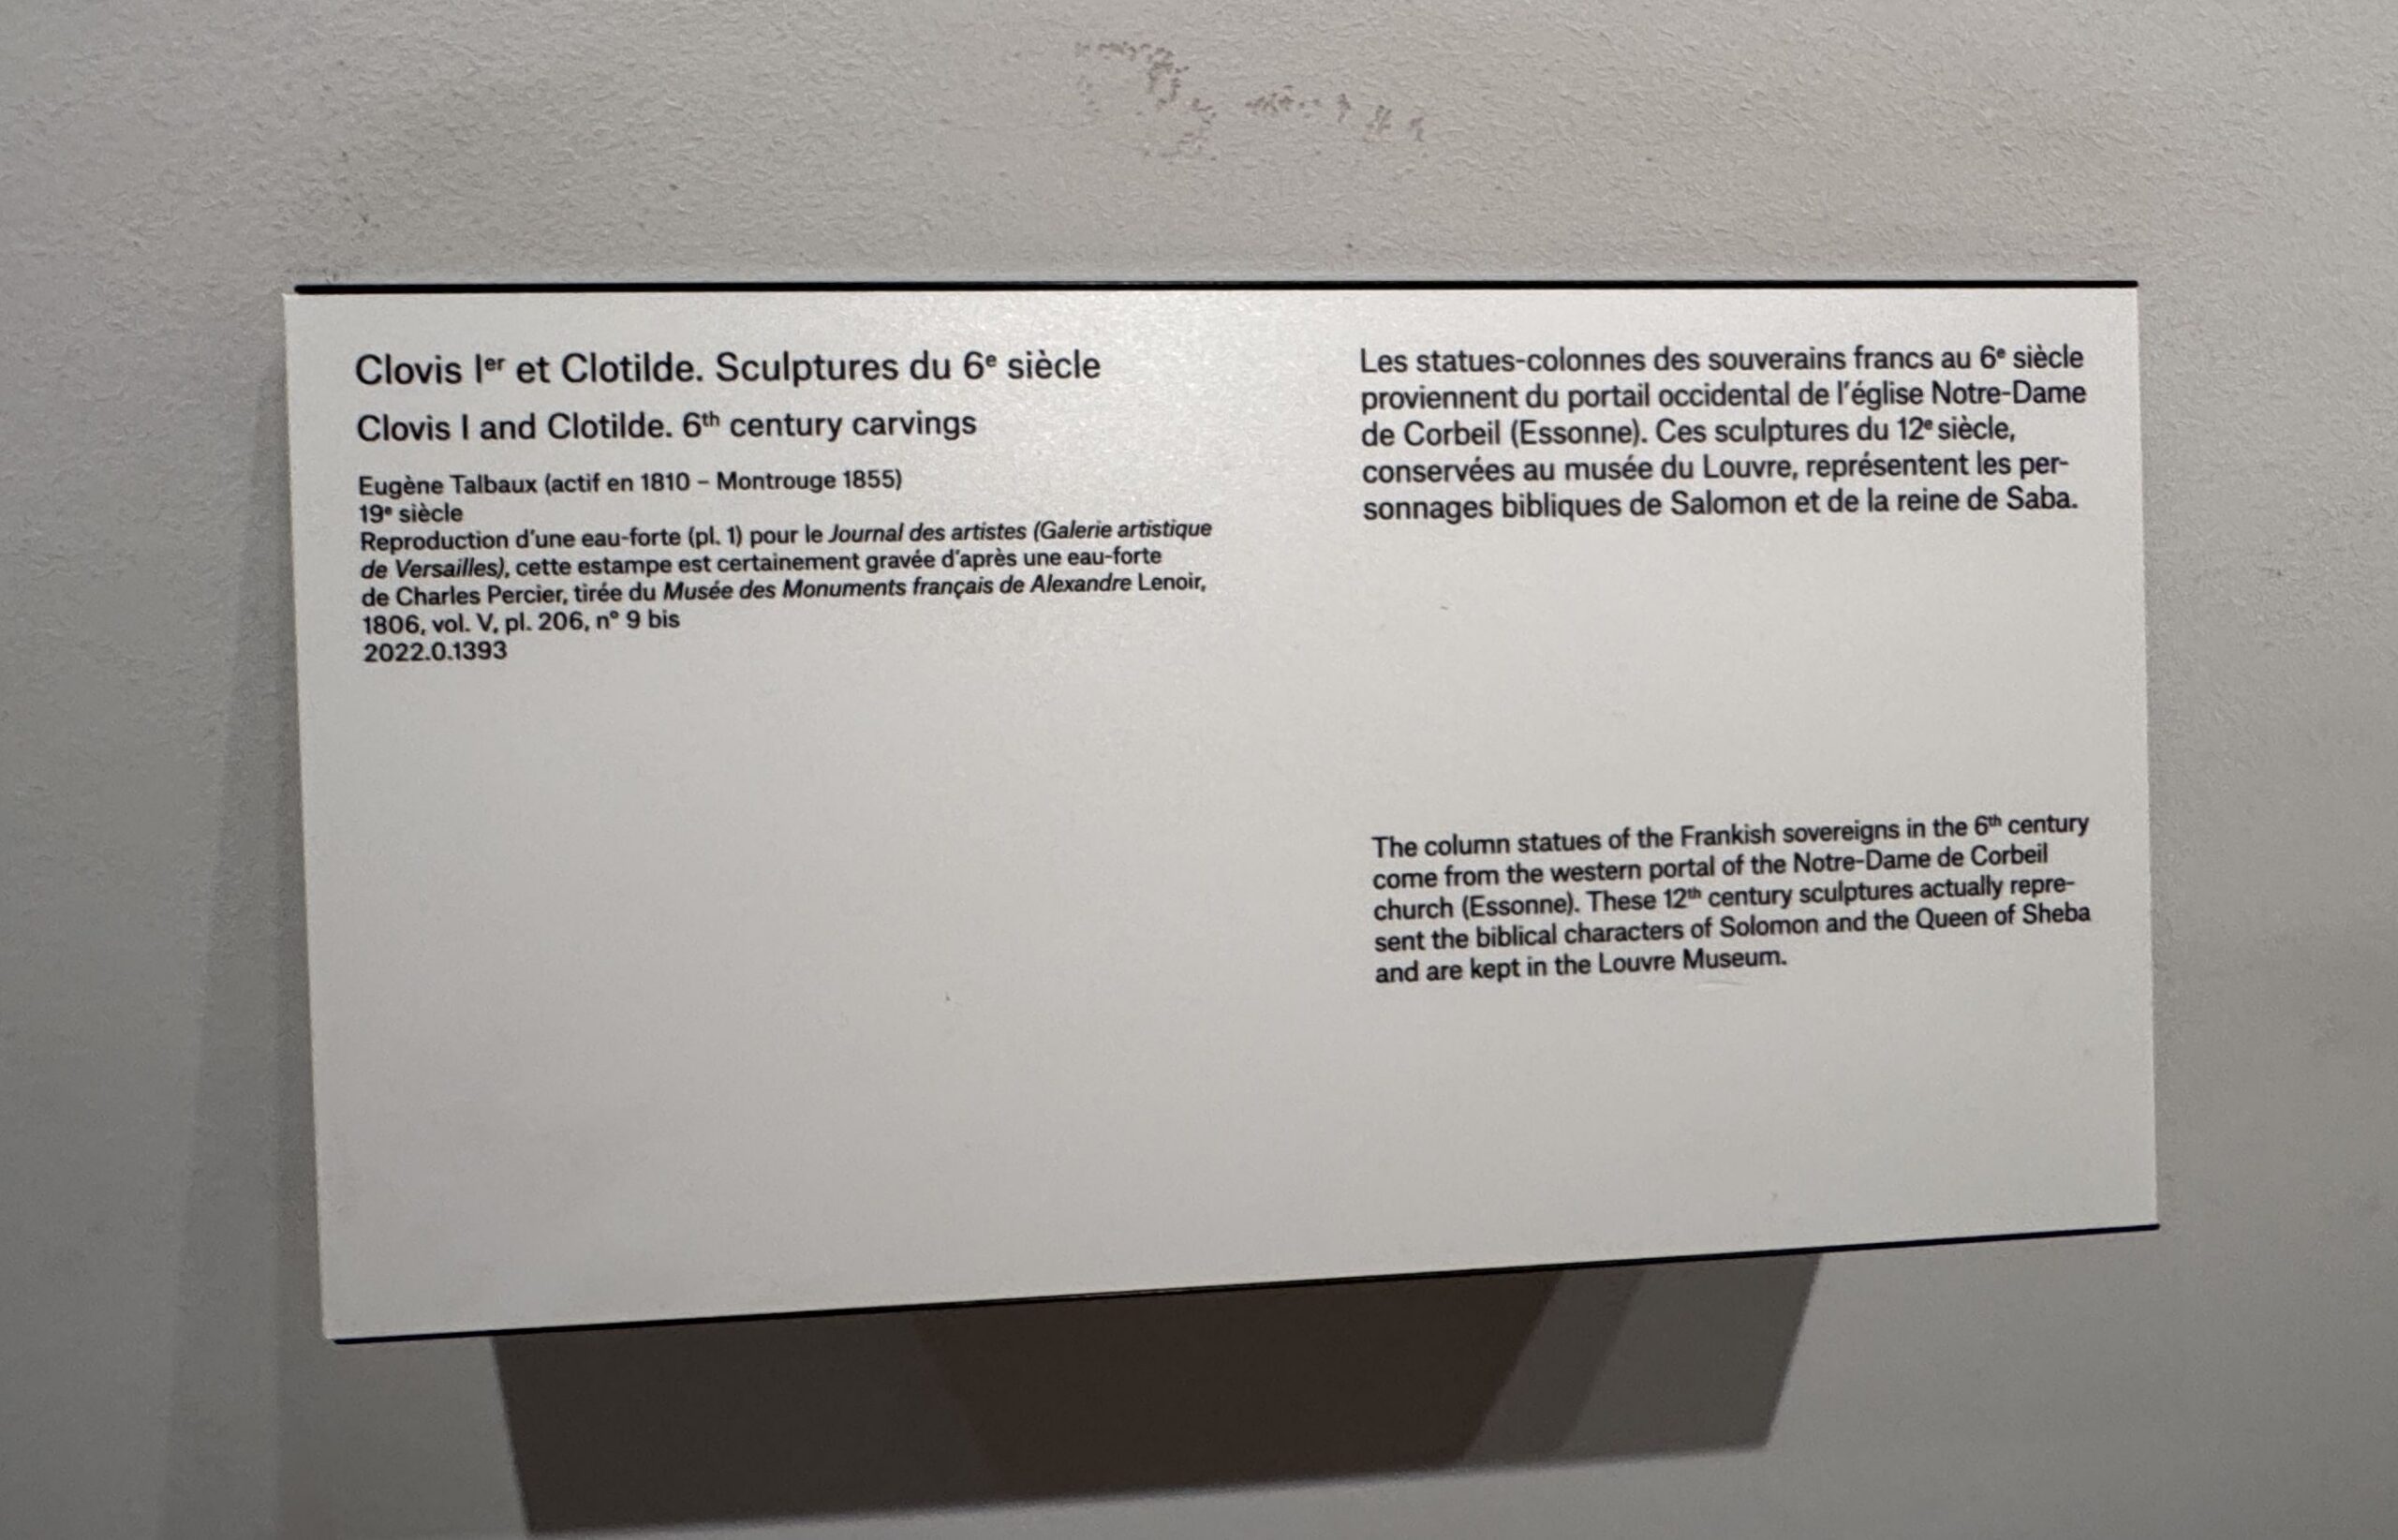 Clovis Iᵉʳ et Clotilde. Sculptures du 6ᵉ siècle
Clovis I and Clotilde. 6ᵗʰ century carvings
Eugène Talbaux (actif en 1810 – Montrouge 1855)
19ᵉ siècle
Reproduction d'une eau-forte (pl. 1) pour le Journal des artistes (Galerie artistique
de Versailles), cette estampe est certainement gravée d'après une eau-forte
de Charles Percier, tirée du Musée des Monuments français de Alexandre Lenoir,
1806, vol. V, pl. 206, n° 9 bis
2022.0.1393
Les statues-colonnes des souverains francs au 6ᵉ siècle
proviennent du portail occidental de l'église Notre-Dame
de Corbeil (Essonne). Ces sculptures du 12ᵉ siècle,
conservées au musée du Louvre, représentent les per-
sonnages bibliques de Salomon et de la reine de Saba.
The column statues of the Frankish sovereigns in the 6ᵗʰ century
come from the western portal of the Notre-Dame de Corbeil
church (Essonne). These 12ᵗʰ century sculptures actually repre-
sent the biblical characters of Solomon and the Queen of Sheba
and are kept in the Louvre Museum.